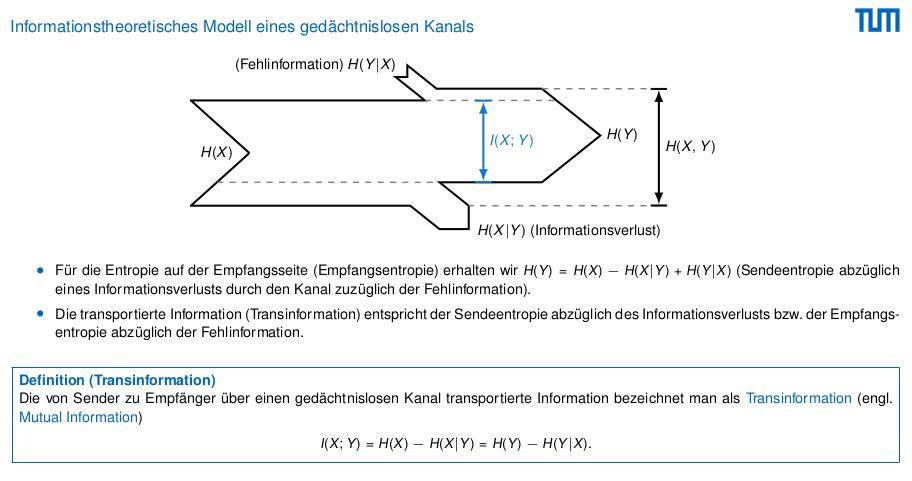 Informationstheoretisches Modell eines gedächtnislosen Kanals
TUM
(Fehlinformation) H(Y|X)
H(X)
I(X; Y)
H(Y)
H(X, Y)
H(X|Y) (Informationsverlust)
• Für die Entropie auf der Empfangsseite (Empfangsentropie) erhalten wir H(Y) = H(X) − H(X|Y) + H(Y|X) (Sendeentropie abzüglich
eines Informationsverlusts durch den Kanal zuzüglich der Fehlinformation).
• Die transportierte Information (Transinformation) entspricht der Sendeentropie abzüglich des Informationsverlusts bzw. der Empfangs-
entropie abzüglich der Fehlinformation.
Definition (Transinformation)
Die von Sender zu Empfänger über einen gedächtnislosen Kanal transportierte Information bezeichnet man als Transinformation (engl.
Mutual Information)
I(X; Y) = H(X) − H(X|Y) = H(Y) − H(Y|X).